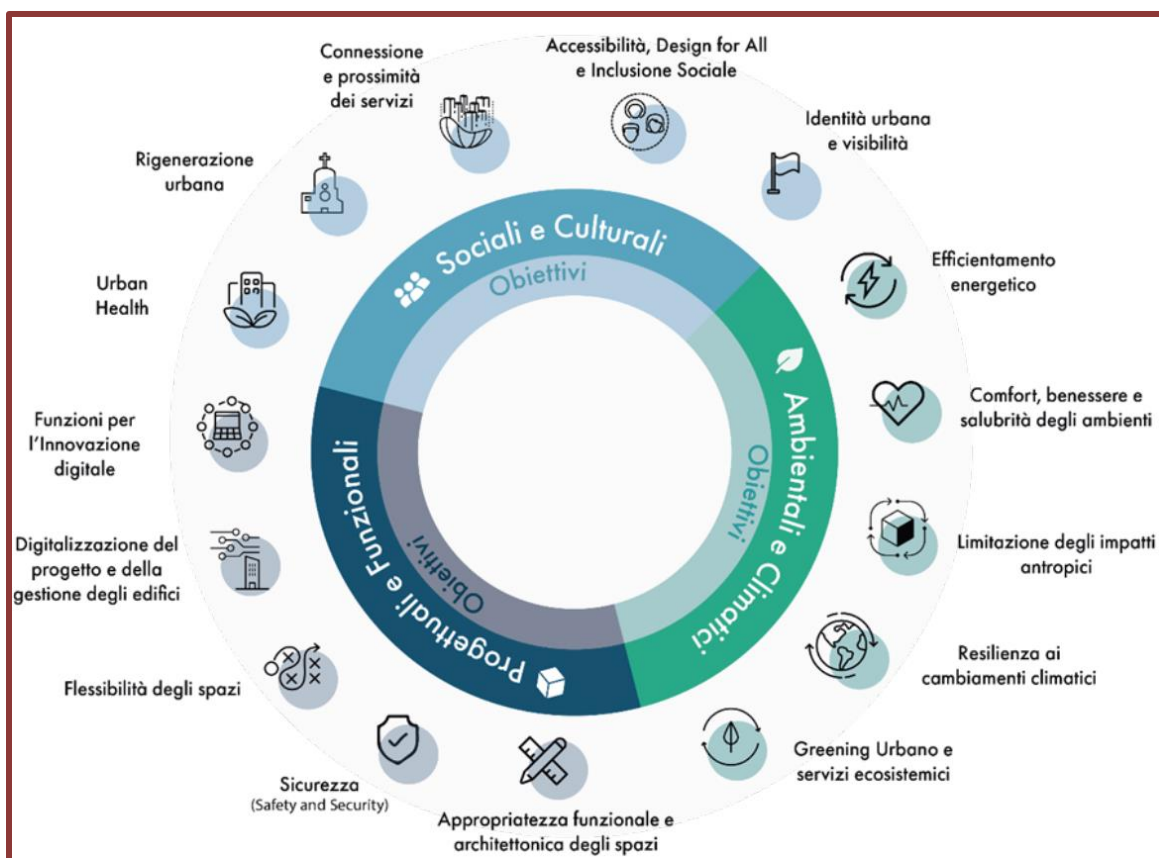 Connessione
e prossimità
dei servizi
Accessibilità, Design for All
e Inclusione Sociale
Identità urbana
e visibilità
Rigenerazione
urbana
Urban
Health
Efficientamento
energetico
Comfort, benessere e
salubrità degli ambienti
Limitazione degli impatti
antropici
Resilienza ai
cambiamenti climatici
Greening Urbano e
servizi ecosistemici
Appropriatezza funzionale e
architettonica degli spazi
Sicurezza
(Safety and Security)
Flessibilità degli spazi
Digitalizzazione del
progetto e della
gestione degli edifici
Funzioni per
l'Innovazione
digitale
Sociali e Culturali
Obiettivi
Ambientali e Climatici
Obiettivi
Progettuali e Funzionali
Obiettivi